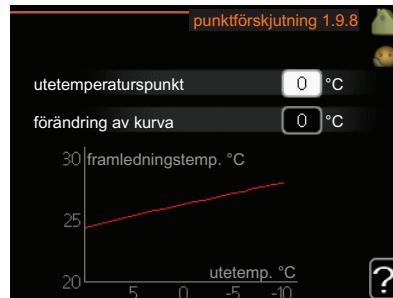 punktförskjutning 1.9.8
utetemperaturspunkt 0 °C
förändring av kurva 0 °C
30 framledningstemp. °C
25
utetemp. °C
20
5 0 -5 -10
?